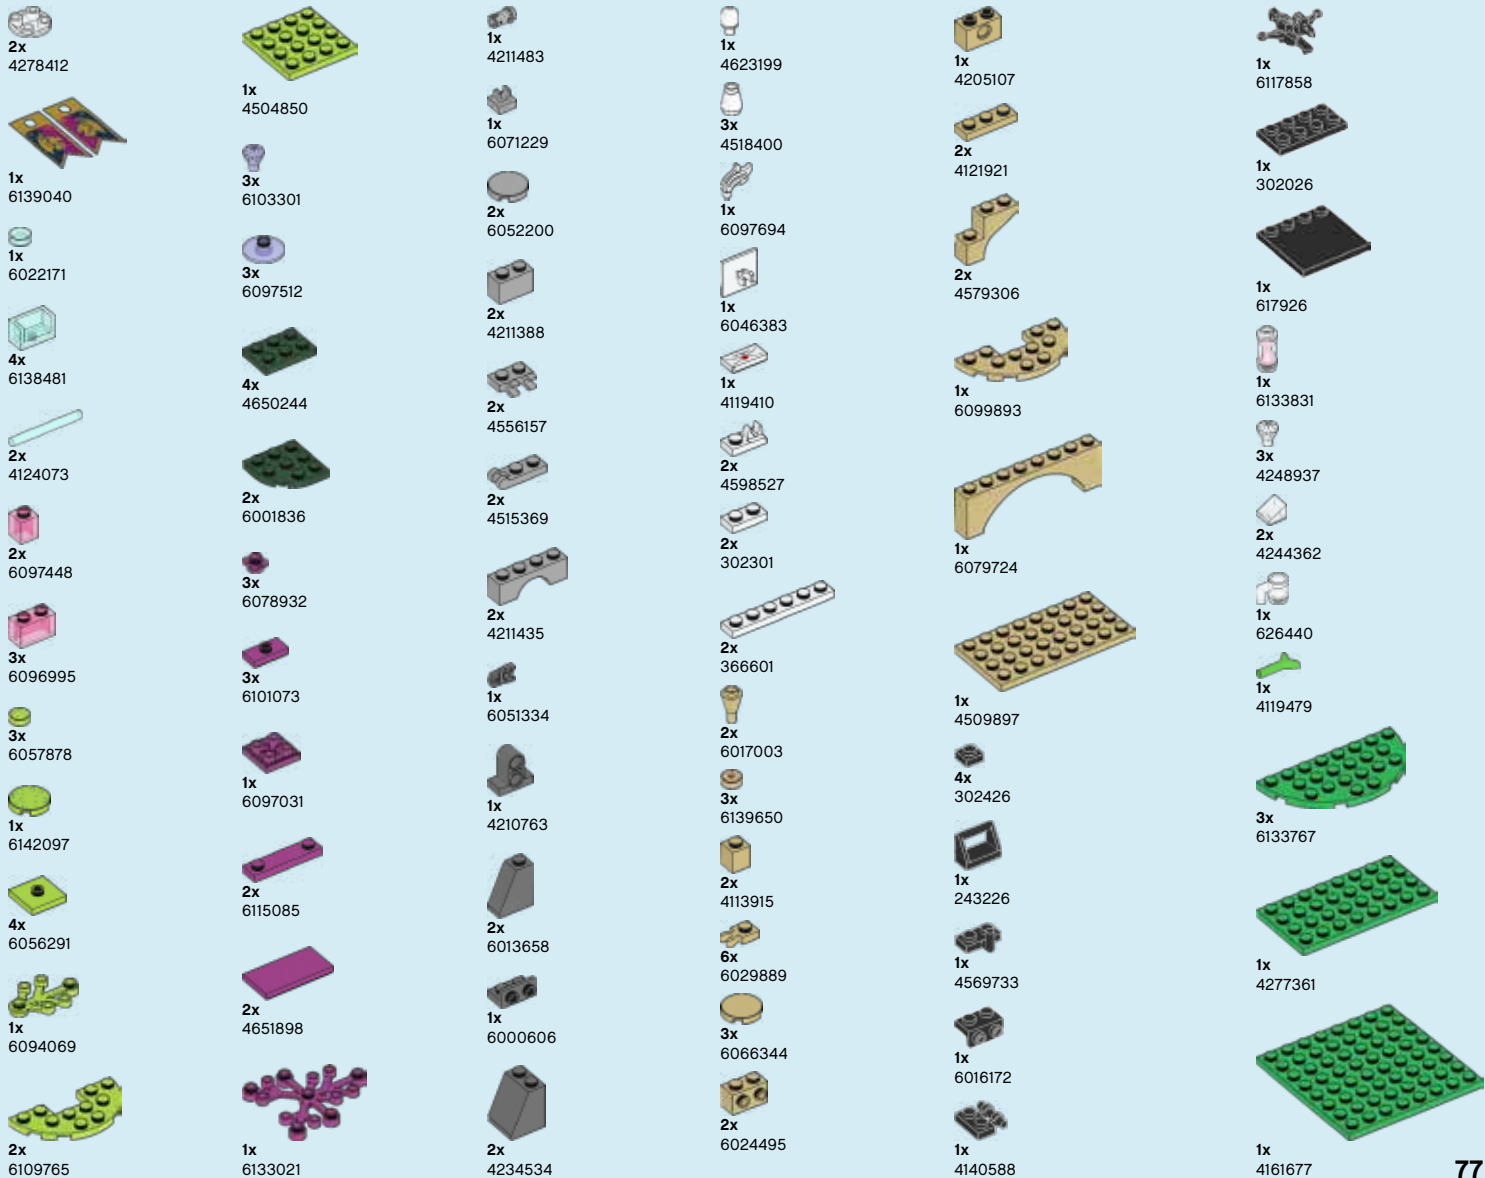 2x
4278412
1x
6139040
1x
6022171
4x
6138481
2x
4124073
2x
6097448
3x
6096995
3x
6057878
1x
6142097
4x
6056291
1x
6094069
2x
6109765
1x
4504850
3x
6103301
3x
6097512
4x
4650244
2x
6001836
3x
6078932
3x
6101073
1x
6097031
2x
6115085
2x
4651898
1x
6133021
1x
4211483
1x
6071229
2x
6052200
2x
4211388
2x
4556157
2x
4515369
2x
4211435
1x
6051334
1x
4210763
2x
6013658
1x
6000606
2x
4234534
1x
4623199
3x
4518400
1x
6097694
1x
6046383
1x
4119410
2x
4598527
2x
302301
2x
366601
2x
6017003
3x
6139650
2x
4113915
6x
6029889
3x
6066344
2x
6024495
1x
4205107
2x
4121921
2x
4579306
1x
6099893
1x
6079724
1x
4509897
4x
302426
1x
243226
1x
4569733
1x
6016172
1x
4140588
1x
6117858
1x
302026
1x
617926
1x
6133831
3x
4248937
2x
4244362
1x
626440
1x
4119479
3x
6133767
1x
4277361
1x
4161677
77